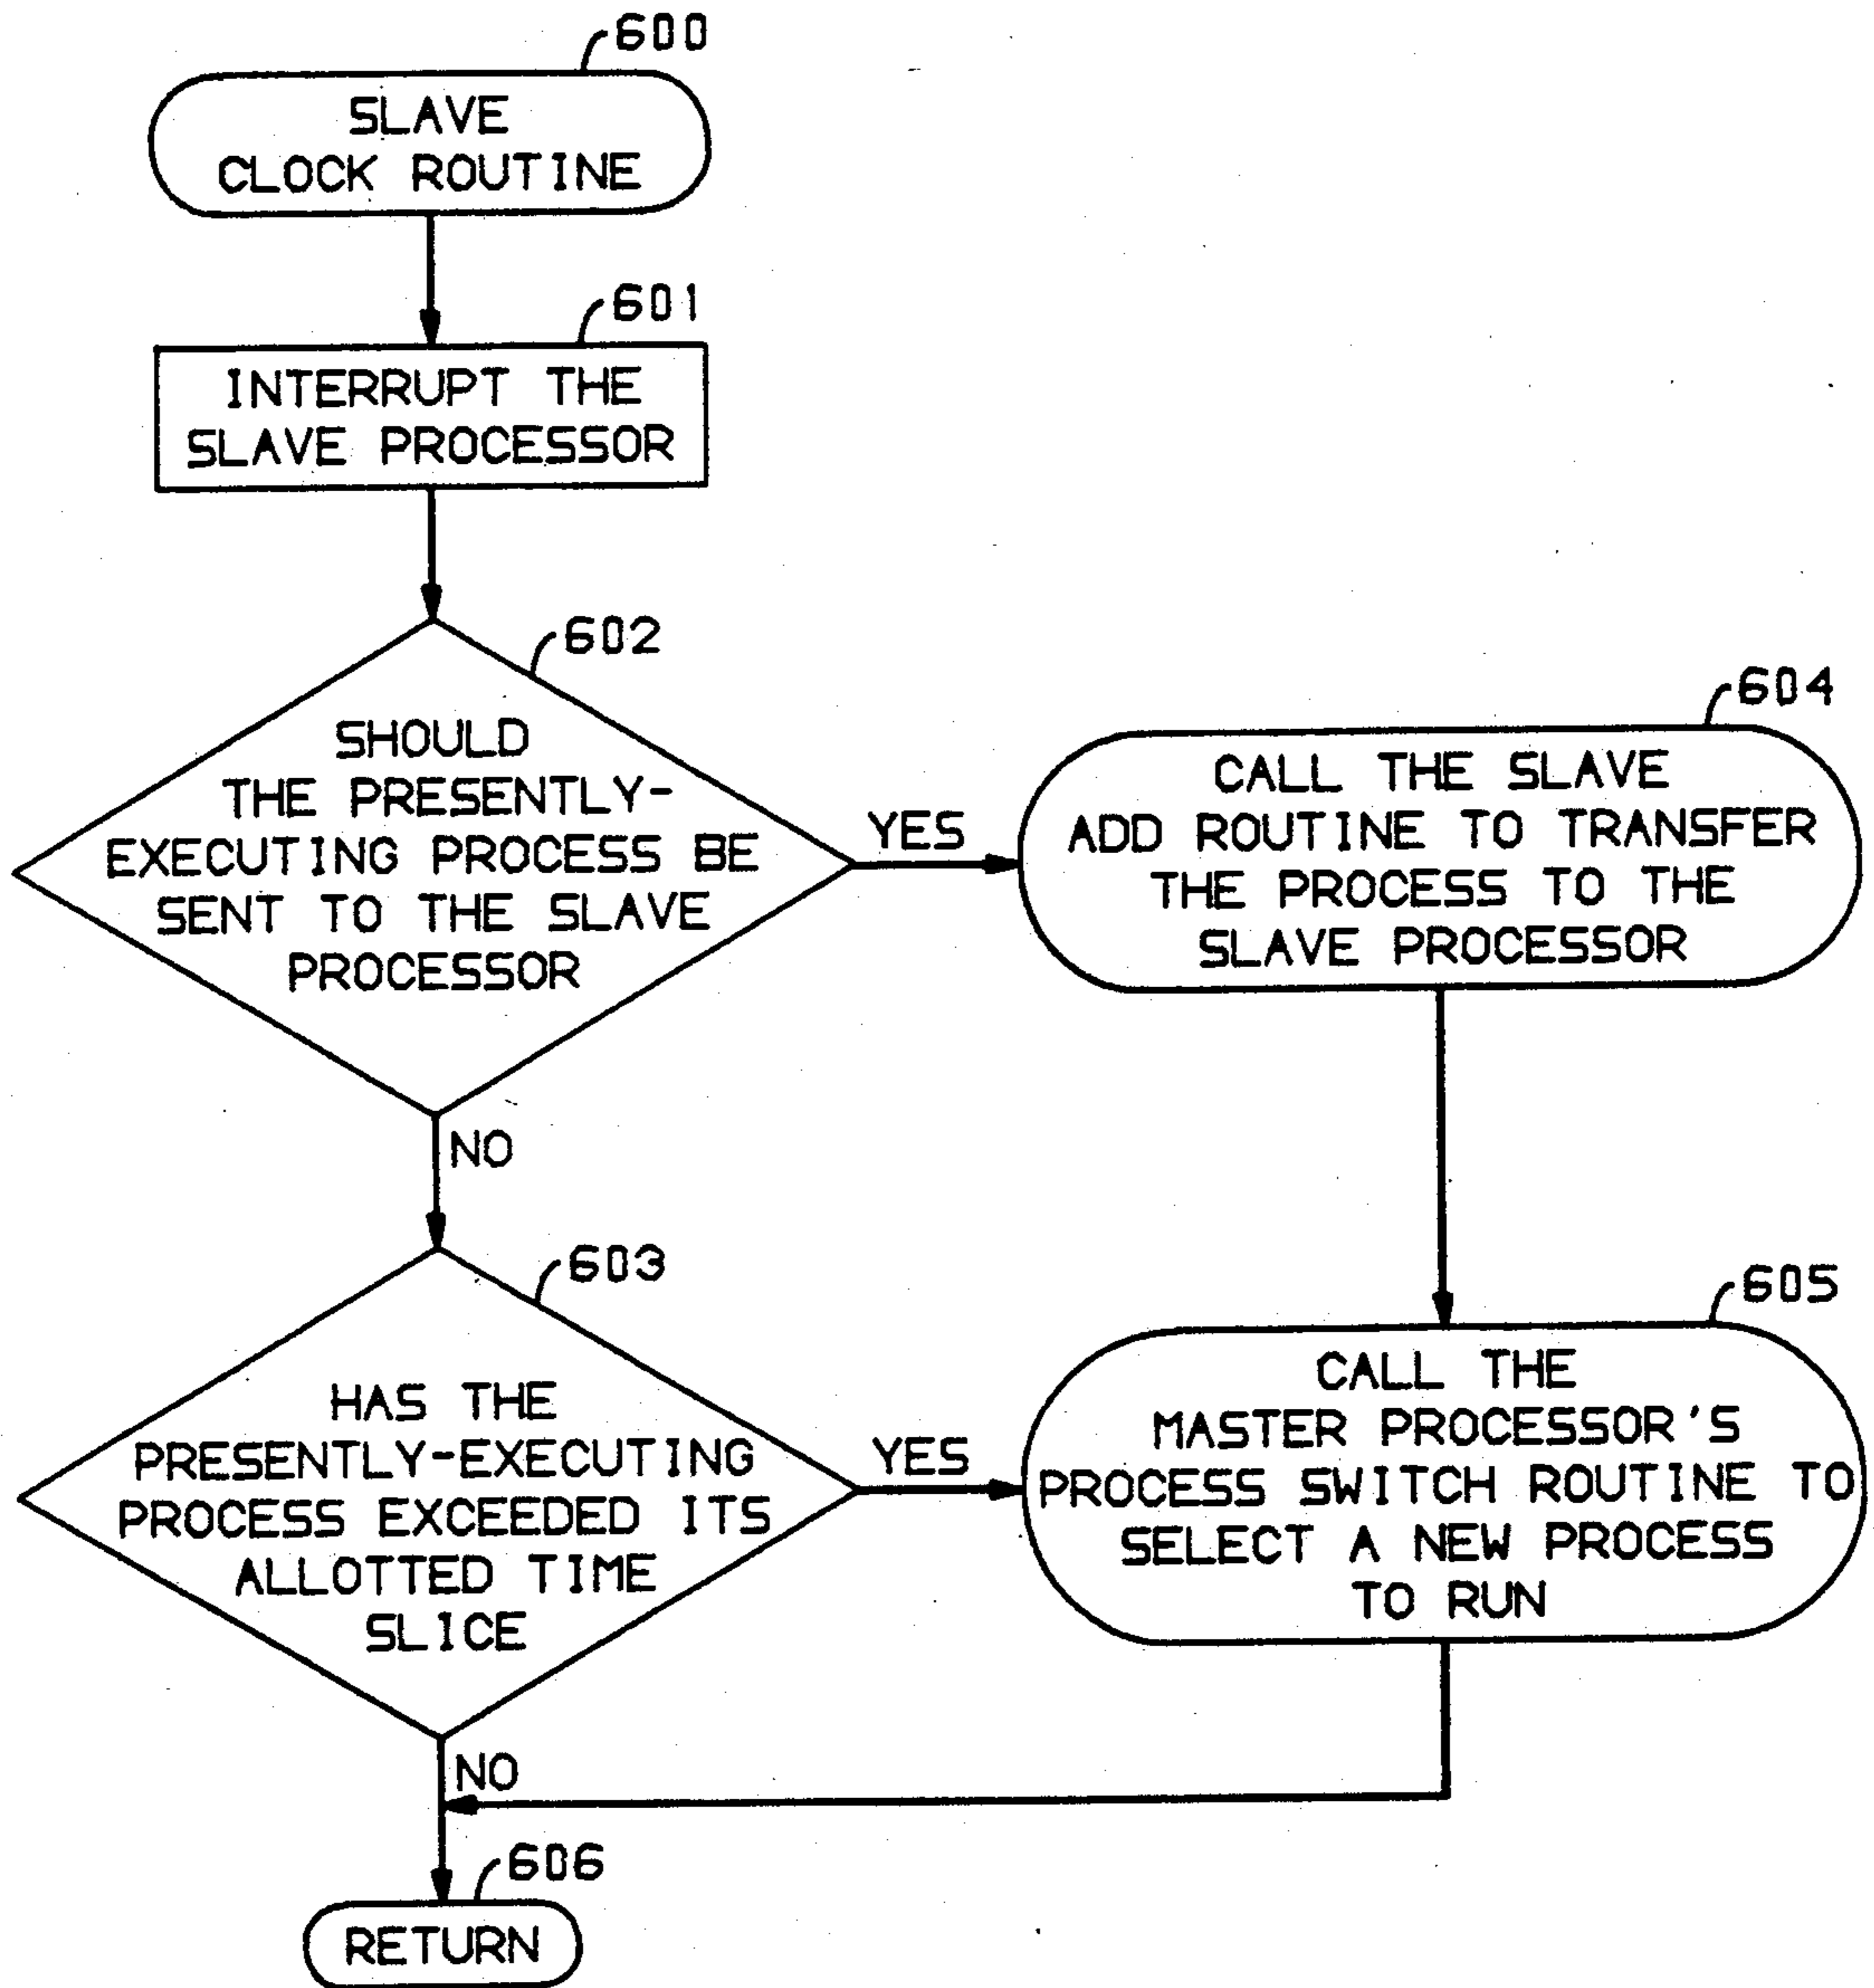 600
SLAVE
CLOCK ROUTINE
601
INTERRUPT THE
SLAVE PROCESSOR
602
SHOULD
THE PRESENTLY-
EXECUTING PROCESS BE
SENT TO THE SLAVE
PROCESSOR
YES
NO
604
CALL THE SLAVE
ADD ROUTINE TO TRANSFER
THE PROCESS TO THE
SLAVE PROCESSOR
603
HAS THE
PRESENTLY-EXECUTING
PROCESS EXCEEDED ITS
ALLOTTED TIME
SLICE
YES
NO
605
CALL THE
MASTER PROCESSOR'S
PROCESS SWITCH ROUTINE TO
SELECT A NEW PROCESS
TO RUN
606
RETURN